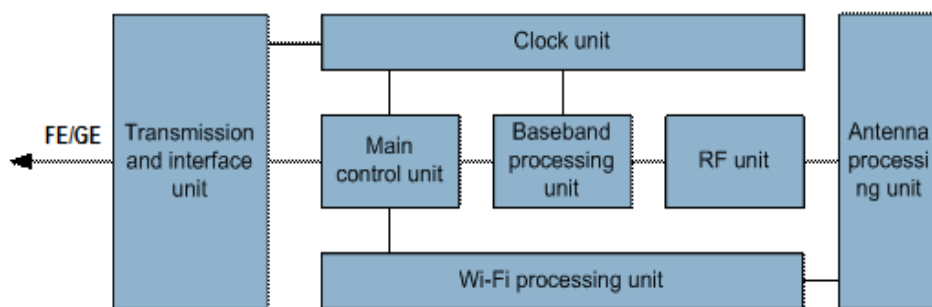 Clock unit
FE/GE
Transmission
and interface
unit
Main
control unit
Baseband
processing
unit
RF unit
Antenna
processi
ng unit
Wi-Fi processing unit